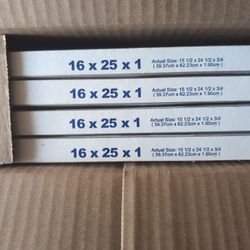 16 x 25 x 1
Actual Size: 15 1/2 x 24 1/2 x 3/4
( 39.37cm x 62.23cm x 1.90cm )
16 x 25 x 1
Actual Size: 15 1/2 x 24 1/2 x 3/4
( 39.37cm x 62.23cm x 1.90cm )
16 x 25 x 1
Actual Size: 15 1/2 x 24 1/2 x 3/4
( 39.37cm x 62.23cm x 1.90cm )
16 x 25 x 1
Actual Size: 15 1/2 x 24 1/2 x 3/4
( 39.37cm x 62.23cm x 1.90cm )